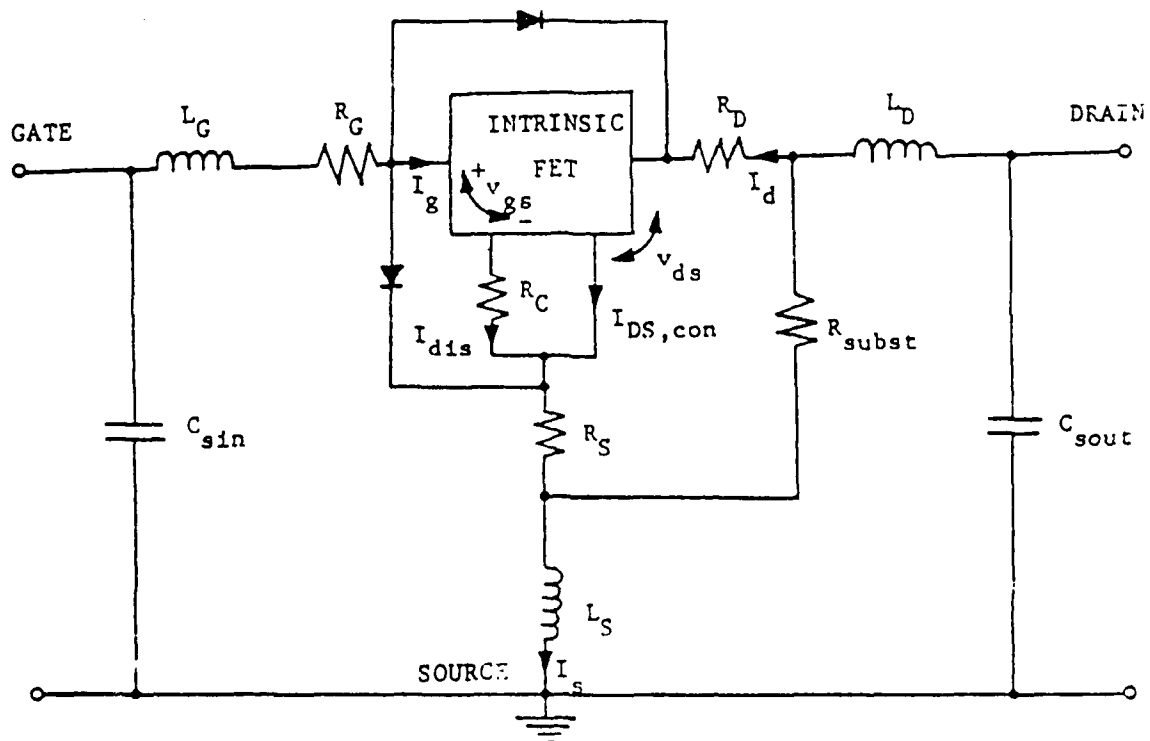 GATE
L_G
R_G
INTRINSIC
FET
R_D
L_D
DRAIN
I_g
+
v_gs
-
I_d
v_ds
R_C
I_DS,con
I_dis
R_subst
C_sin
R_S
C_sout
L_S
SOURCE
I_s